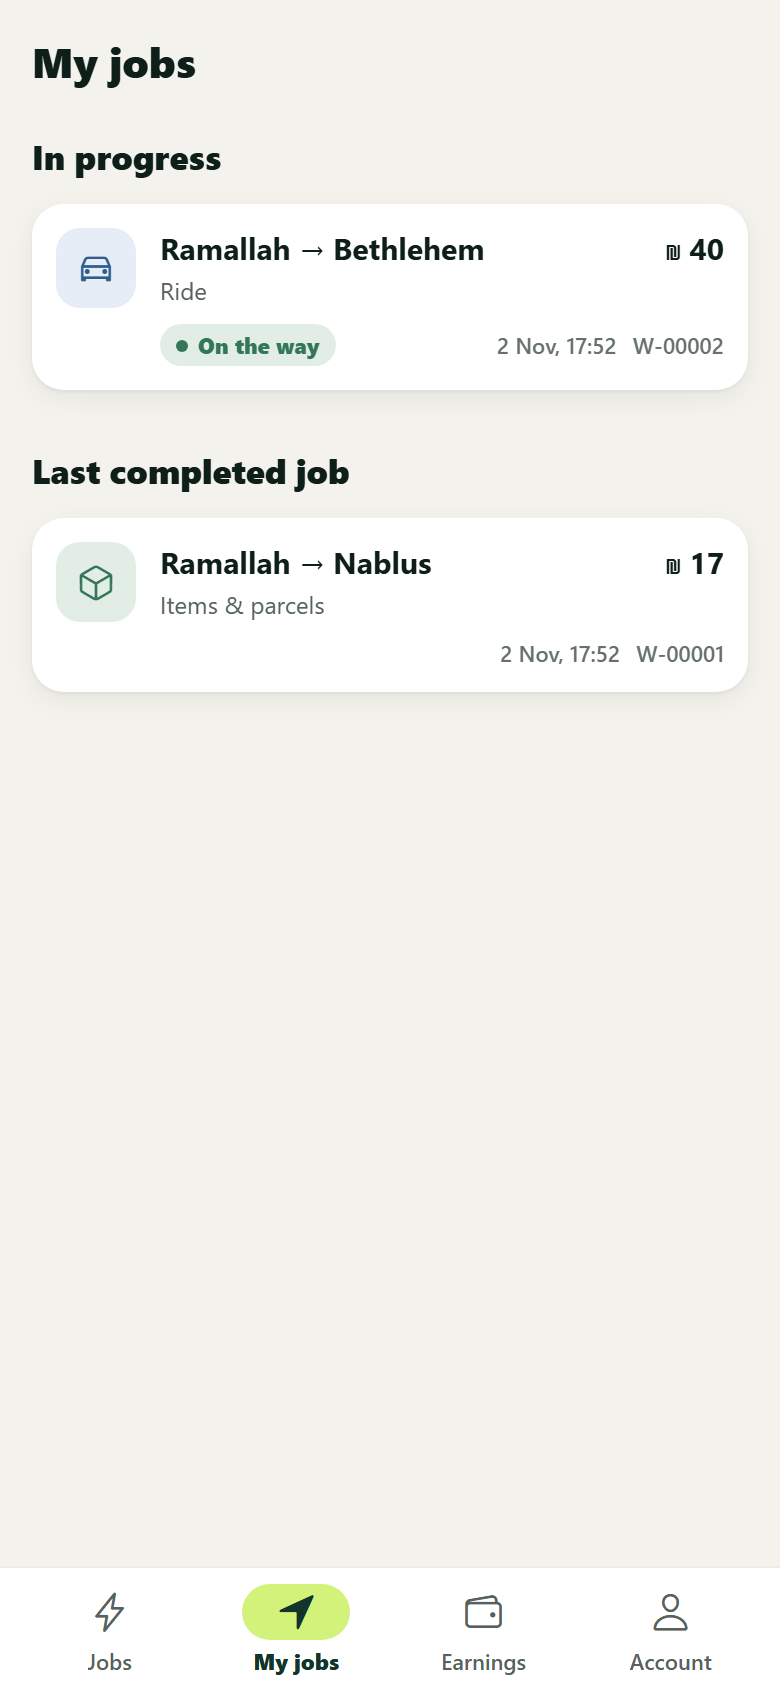 My jobs
In progress
Ramallah → Bethlehem ₪ 40
Ride
On the way 2 Nov, 17:52 W-00002
Last completed job
Ramallah → Nablus ₪ 17
Items & parcels
2 Nov, 17:52 W-00001
Jobs My jobs Earnings Account